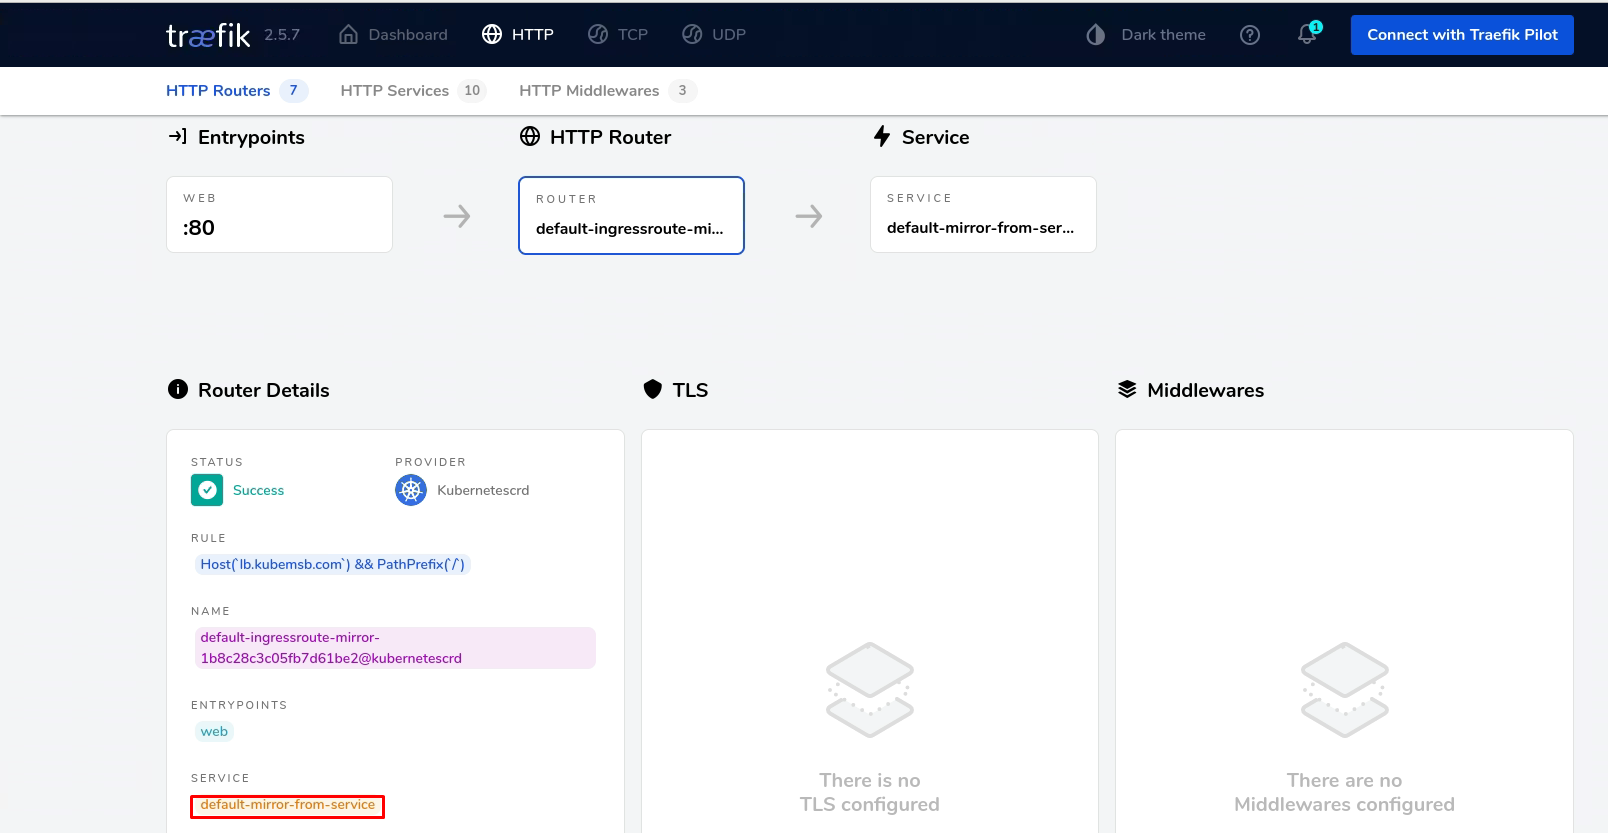 træfik 2.5.7 Dashboard HTTP TCP UDP Dark theme 1 Connect with Traefik Pilot
HTTP Routers 7 HTTP Services 10 HTTP Middlewares 3
Entrypoints HTTP Router Service
WEB ROUTER SERVICE
:80 default-ingressroute-mi... default-mirror-from-ser...
Router Details TLS Middlewares
STATUS PROVIDER
Success Kubernetescrd
RULE
Host(`lb.kubemsb.com`) && PathPrefix(`/`)
NAME
default-ingressroute-mirror-
1b8c28c3c05fb7d61be2@kubernetescrd
ENTRYPOINTS
web
SERVICE
default-mirror-from-service
There is no
TLS configured
There are no
Middlewares configured